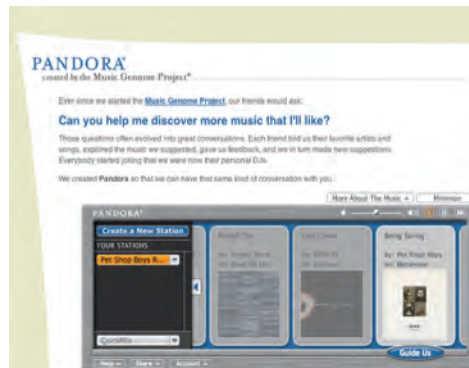 PANDORA®
created by the Music Genome Project®
Ever since we started the Music Genome Project, our friends would ask:
Can you help me discover more music that I'll like?
Those questions often evolved into great conversations. Each friend told us their favorite artists and
songs, explored the music we suggested, gave us feedback, and we in turn made new suggestions.
Everybody started joking that we were now their personal DJs.
We created Pandora so that we can have that same kind of conversation with you.
More About The Music
Minimize
PANDORA®
Create a New Station
YOUR STATIONS
Pet Shop Boys R...
Being Boring
by: Pet Shop Boys
QuickMix
Guide Us
Help
Share
Account